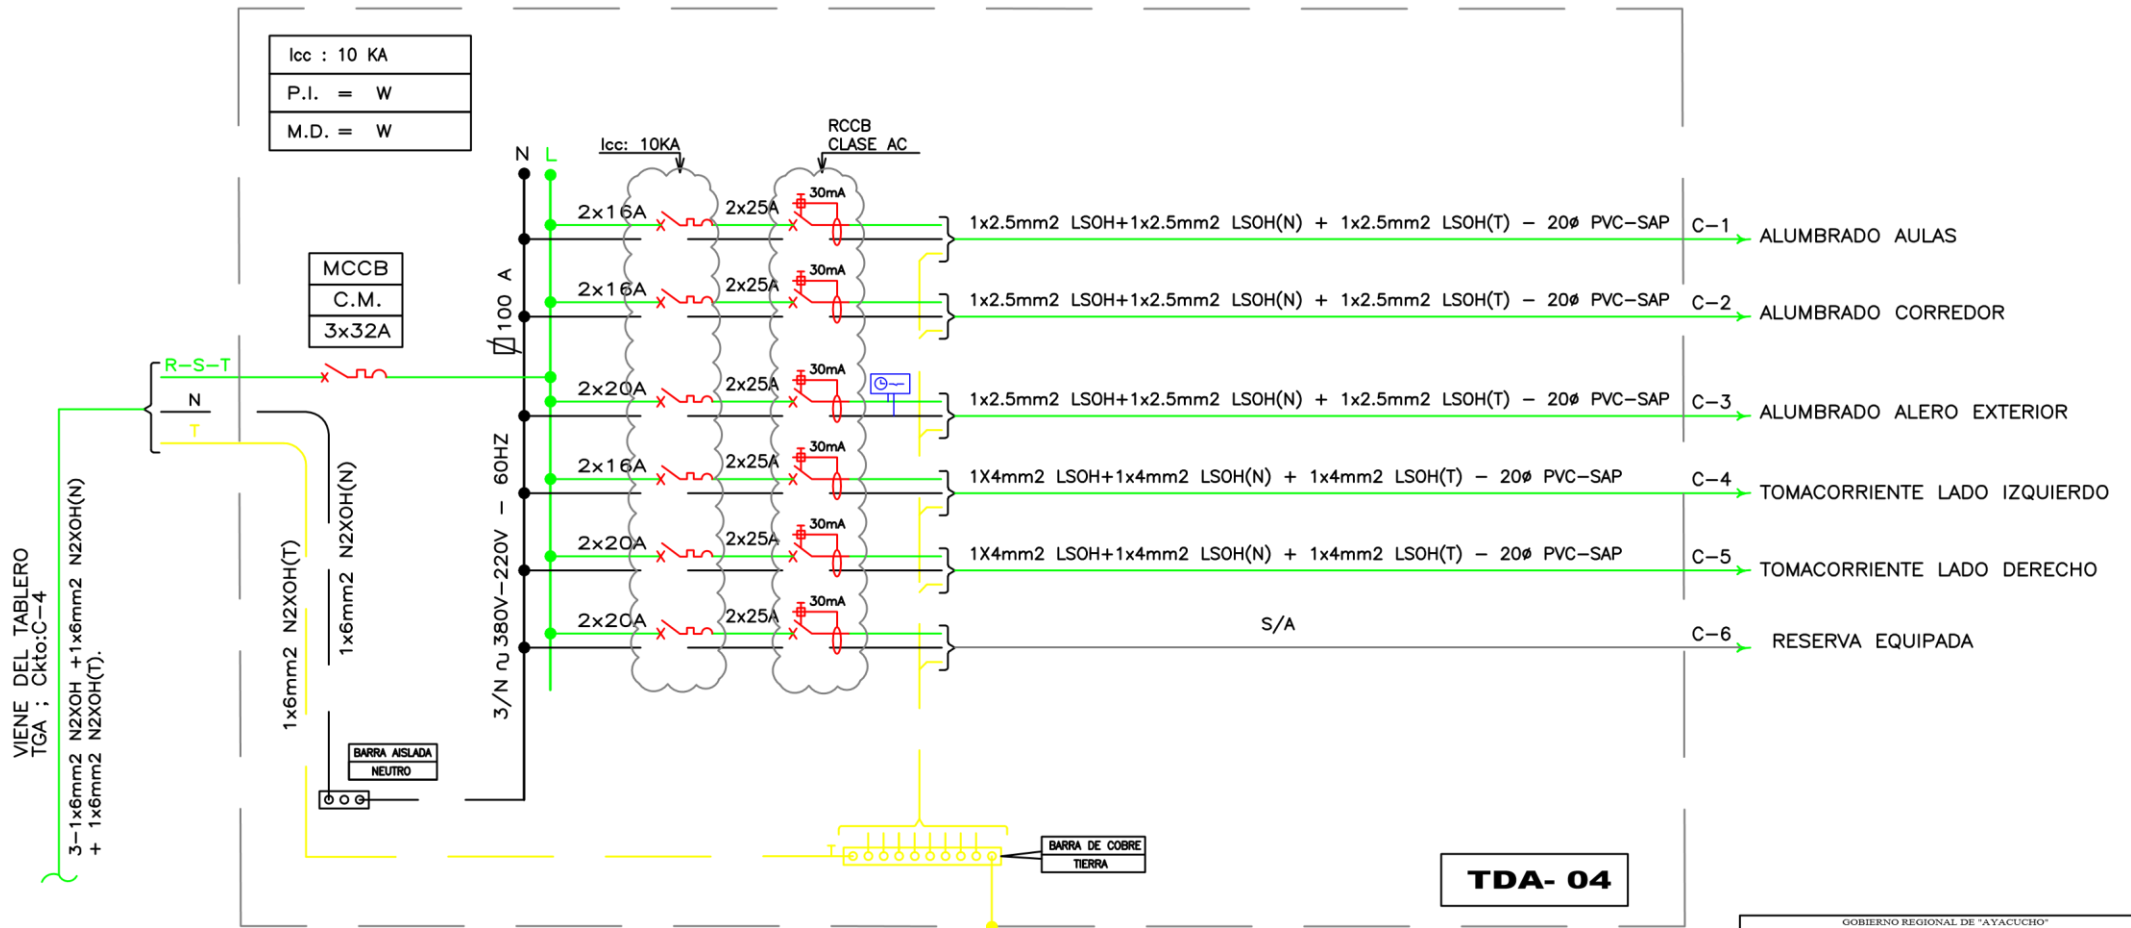 Icc : 10 KA
P.I. = W
M.D. = W
MCCB
C.M.
3x32A
R-S-T
N
T
VIENE DEL TABLERO
TGA ; Ckto:C-4
3-1x6mm2 N2XOH +1x6mm2 N2XOH(N)
+ 1x6mm2 N2XOH(T).
1x6mm2 N2XOH(T)
1x6mm2 N2XOH(N)
BARRA AISLADA
NEUTRO
N L
100 A
3/N 380V-220V - 60HZ
Icc: 10KA
RCCB
CLASE AC
2x16A 2x25A 30mA 1x2.5mm2 LSOH+1x2.5mm2 LSOH(N) + 1x2.5mm2 LSOH(T) - 20ø PVC-SAP C-1 ALUMBRADO AULAS
2x16A 2x25A 30mA 1x2.5mm2 LSOH+1x2.5mm2 LSOH(N) + 1x2.5mm2 LSOH(T) - 20ø PVC-SAP C-2 ALUMBRADO CORREDOR
2x20A 2x25A 30mA 1x2.5mm2 LSOH+1x2.5mm2 LSOH(N) + 1x2.5mm2 LSOH(T) - 20ø PVC-SAP C-3 ALUMBRADO ALERO EXTERIOR
2x16A 2x25A 30mA 1X4mm2 LSOH+1x4mm2 LSOH(N) + 1x4mm2 LSOH(T) - 20ø PVC-SAP C-4 TOMACORRIENTE LADO IZQUIERDO
2x20A 2x25A 30mA 1X4mm2 LSOH+1x4mm2 LSOH(N) + 1x4mm2 LSOH(T) - 20ø PVC-SAP C-5 TOMACORRIENTE LADO DERECHO
2x20A 2x25A 30mA S/A C-6 RESERVA EQUIPADA
T
BARRA DE COBRE
TIERRA
TDA- 04
GOBIERNO REGIONAL DE "AYACUCHO"